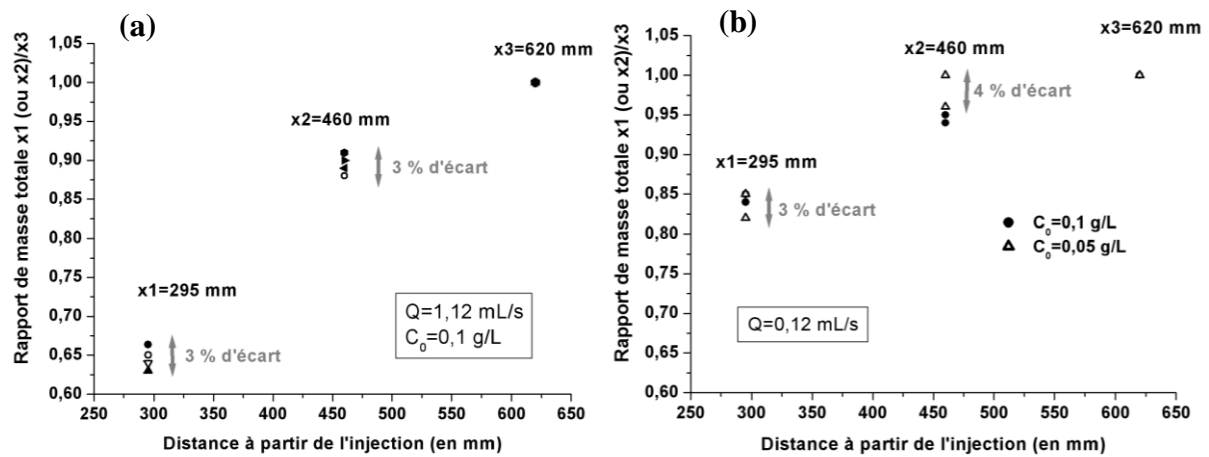 (a)
Rapport de masse totale x1 (ou x2)/x3
1,05
1,00
0,95
0,90
0,85
0,80
0,75
0,70
0,65
0,60
x3=620 mm
x2=460 mm
3 % d'écart
x1=295 mm
3 % d'écart
Q=1,12 mL/s
C0=0,1 g/L
250 300 350 400 450 500 550 600 650
Distance à partir de l'injection (en mm)
(b)
Rapport de masse totale x1 (ou x2)/x3
1,05
1,00
0,95
0,90
0,85
0,80
0,75
0,70
0,65
0,60
x3=620 mm
x2=460 mm
4 % d'écart
x1=295 mm
3 % d'écart
C0=0,1 g/L
C0=0,05 g/L
Q=0,12 mL/s
250 300 350 400 450 500 550 600 650
Distance à partir de l'injection (en mm)